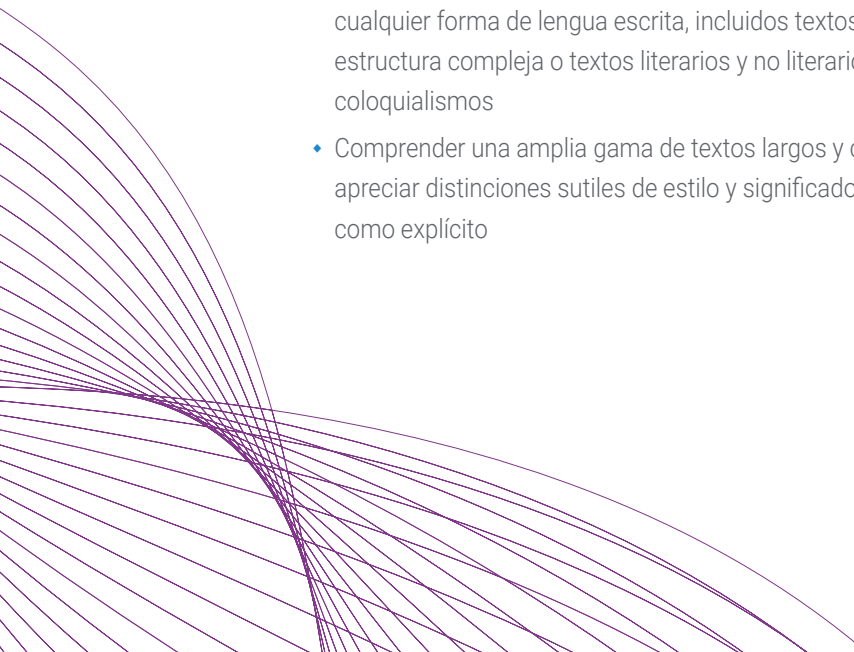 cualquier forma de lengua escrita, incluidos textos
estructura compleja o textos literarios y no literari
coloquialismos
Comprender una amplia gama de textos largos y
apreciar distinciones sutiles de estilo y significado
como explícito